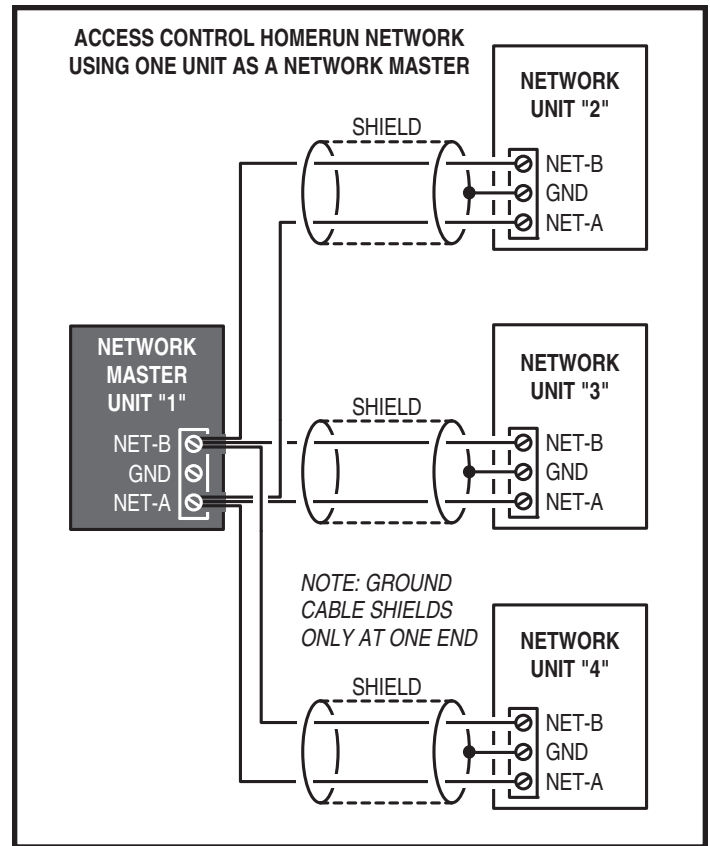 ACCESS CONTROL HOMERUN NETWORK
USING ONE UNIT AS A NETWORK MASTER
NETWORK
UNIT "2"
SHIELD
NET-B
GND
NET-A
NETWORK
MASTER
UNIT "1"
NET-B
GND
NET-A
NETWORK
UNIT "3"
SHIELD
NET-B
GND
NET-A
NOTE: GROUND
CABLE SHIELDS
ONLY AT ONE END
NETWORK
UNIT "4"
SHIELD
NET-B
GND
NET-A